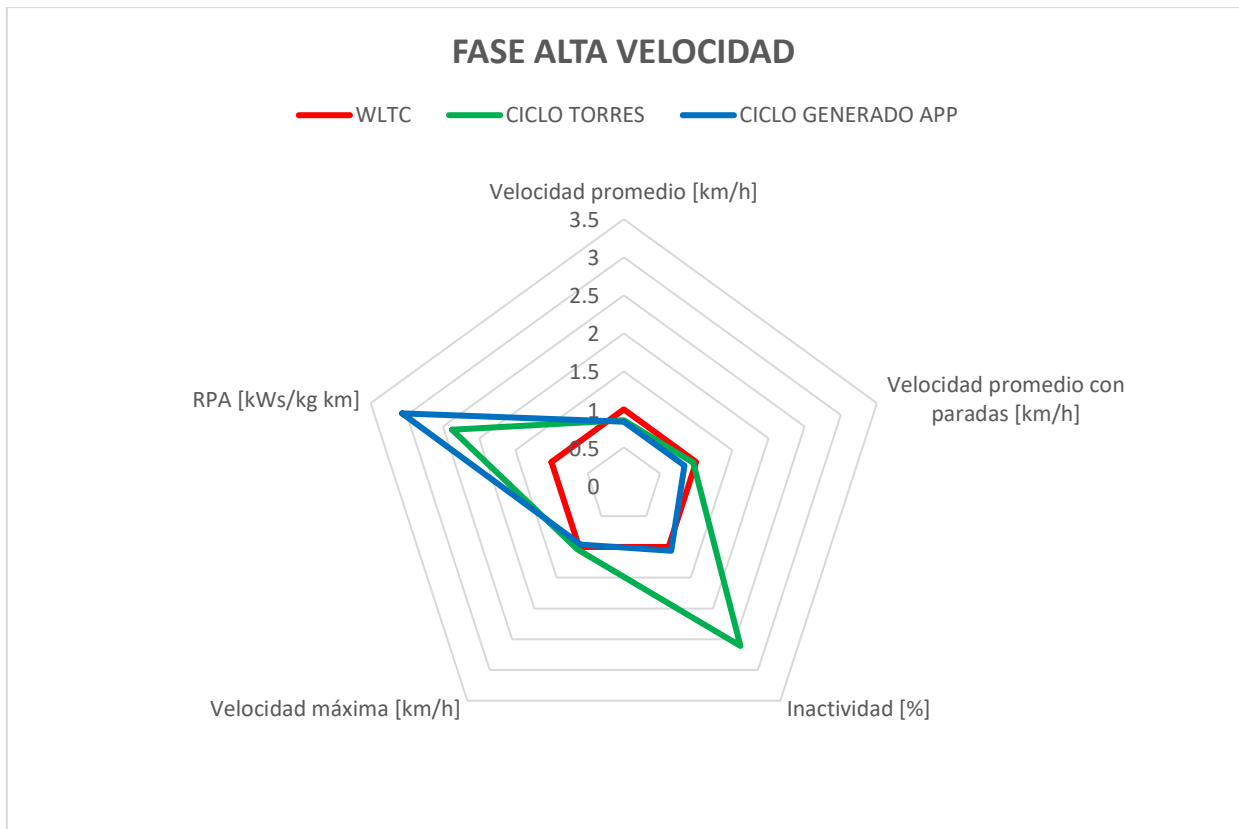 FASE ALTA VELOCIDAD
WLTC
CICLO TORRES
CICLO GENERADO APP
Velocidad promedio [km/h]
3.5
3
2.5
2
1.5
1
0.5
0
Velocidad promedio con
paradas [km/h]
RPA [kWs/kg km]
Velocidad máxima [km/h]
Inactividad [%]